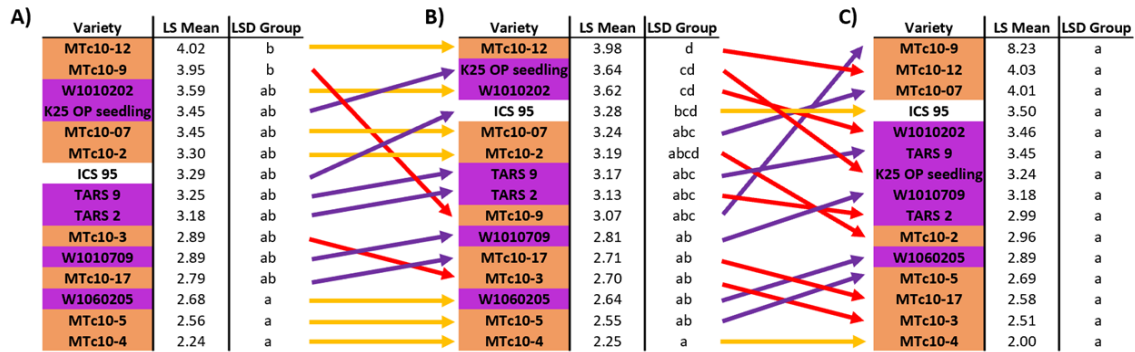 A) B) C)
Variety LS Mean LSD Group Variety LS Mean LSD Group Variety LS Mean LSD Group
MTc10-12 4.02 b MTc10-12 3.98 d MTc10-9 8.23 a
MTc10-9 3.95 b K25 OP seedling 3.64 cd MTc10-12 4.03 a
W1010202 3.59 ab W1010202 3.62 cd MTc10-07 4.01 a
K25 OP seedling 3.45 ab ICS 95 3.28 bcd ICS 95 3.50 a
MTc10-07 3.45 ab MTc10-07 3.24 abc W1010202 3.46 a
MTc10-2 3.30 ab MTc10-2 3.19 abcd TARS 9 3.45 a
ICS 95 3.29 ab TARS 9 3.17 abc K25 OP seedling 3.24 a
TARS 9 3.25 ab TARS 2 3.13 abc W1010709 3.18 a
TARS 2 3.18 ab MTc10-9 3.07 abc TARS 2 2.99 a
MTc10-3 2.89 ab W1010709 2.81 ab MTc10-2 2.96 a
W1010709 2.89 ab MTc10-17 2.71 ab W1060205 2.89 a
MTc10-17 2.79 ab MTc10-3 2.70 ab MTc10-5 2.69 a
W1060205 2.68 a W1060205 2.64 ab MTc10-17 2.58 a
MTc10-5 2.56 a MTc10-5 2.55 ab MTc10-3 2.51 a
MTc10-4 2.24 a MTc10-4 2.25 a MTc10-4 2.00 a